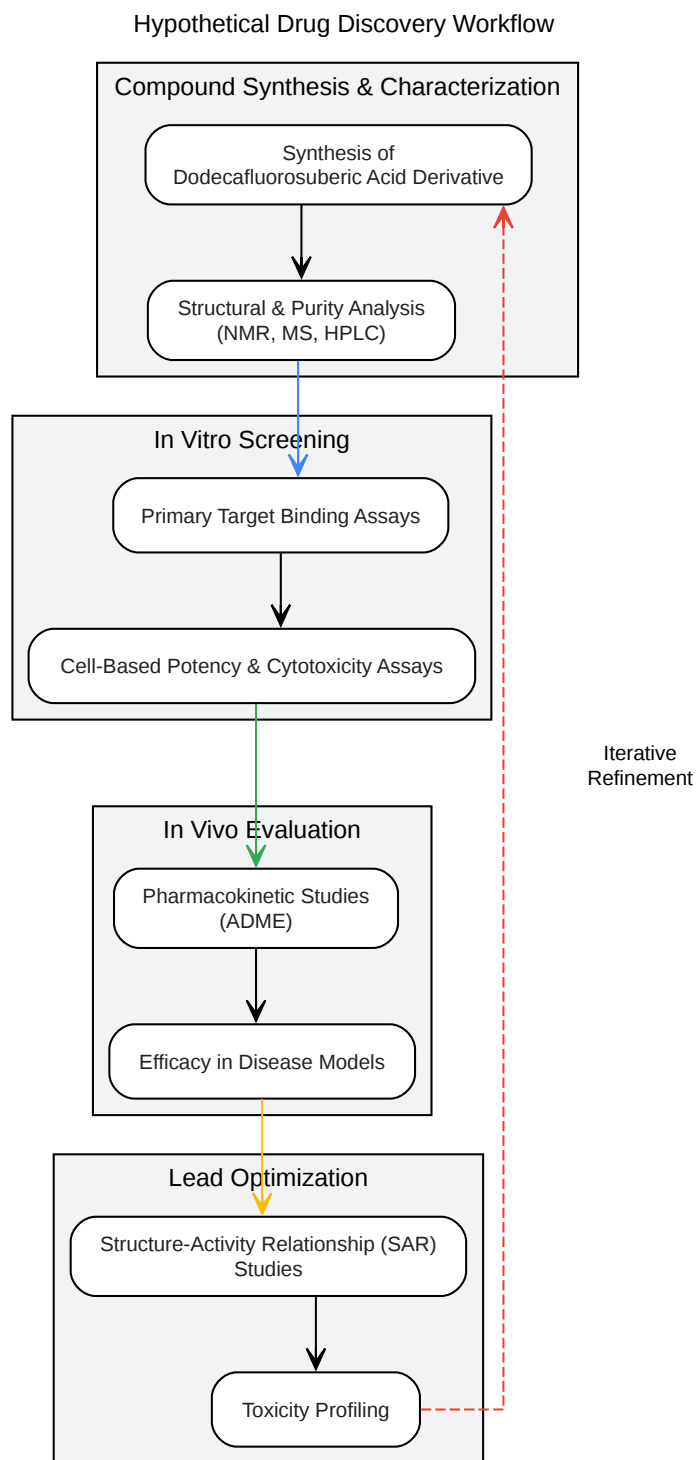 Hypothetical Drug Discovery Workflow
Compound Synthesis & Characterization
Synthesis of
Dodecafluorosuberic Acid Derivative
Structural & Purity Analysis
(NMR, MS, HPLC)
In Vitro Screening
Primary Target Binding Assays
Cell-Based Potency & Cytotoxicity Assays
Iterative
Refinement
In Vivo Evaluation
Pharmacokinetic Studies
(ADME)
Efficacy in Disease Models
Lead Optimization
Structure-Activity Relationship (SAR)
Studies
Toxicity Profiling